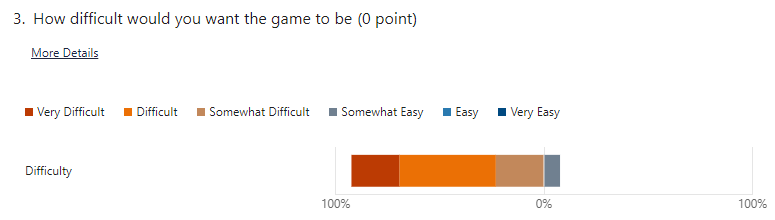 3. How difficult would you want the game to be (0 point)
More Details
Very Difficult Difficult Somewhat Difficult Somewhat Easy Easy Very Easy
Difficulty
100% 0% 100%